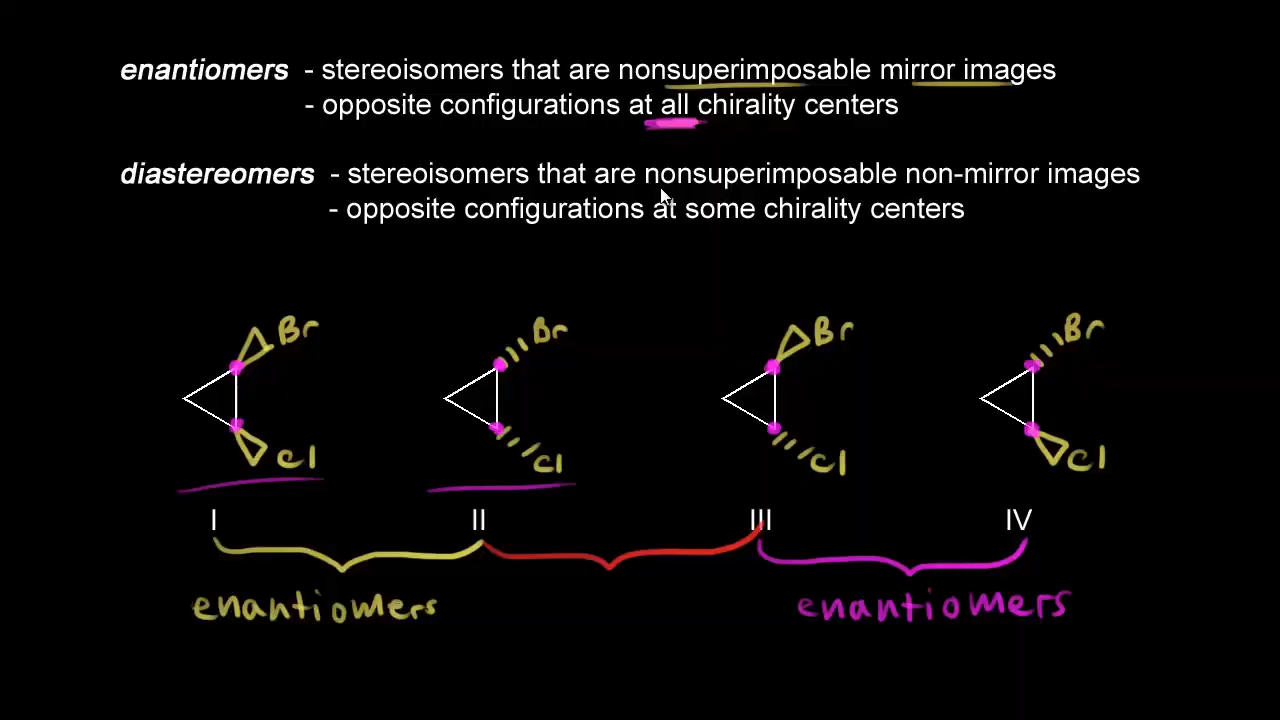 enantiomers - stereoisomers that are nonsuperimposable mirror images
- opposite configurations at all chirality centers
diastereomers - stereoisomers that are nonsuperimposable non-mirror images
- opposite configurations at some chirality centers
Br Br Br Br
Cl Cl Cl Cl
I II III IV
enantiomers enantiomers